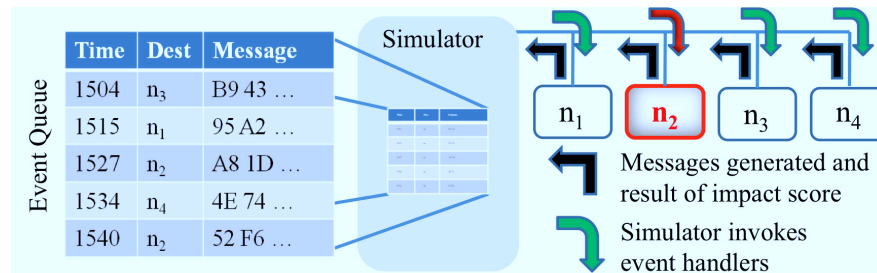 Event Queue
Time Dest Message
1504 n3 B9 43 ...
1515 n1 95 A2 ...
1527 n2 A8 1D ...
1534 n4 4E 74 ...
1540 n2 52 F6 ...
Simulator
n1 n2 n3 n4
Messages generated and
result of impact score
Simulator invokes
event handlers